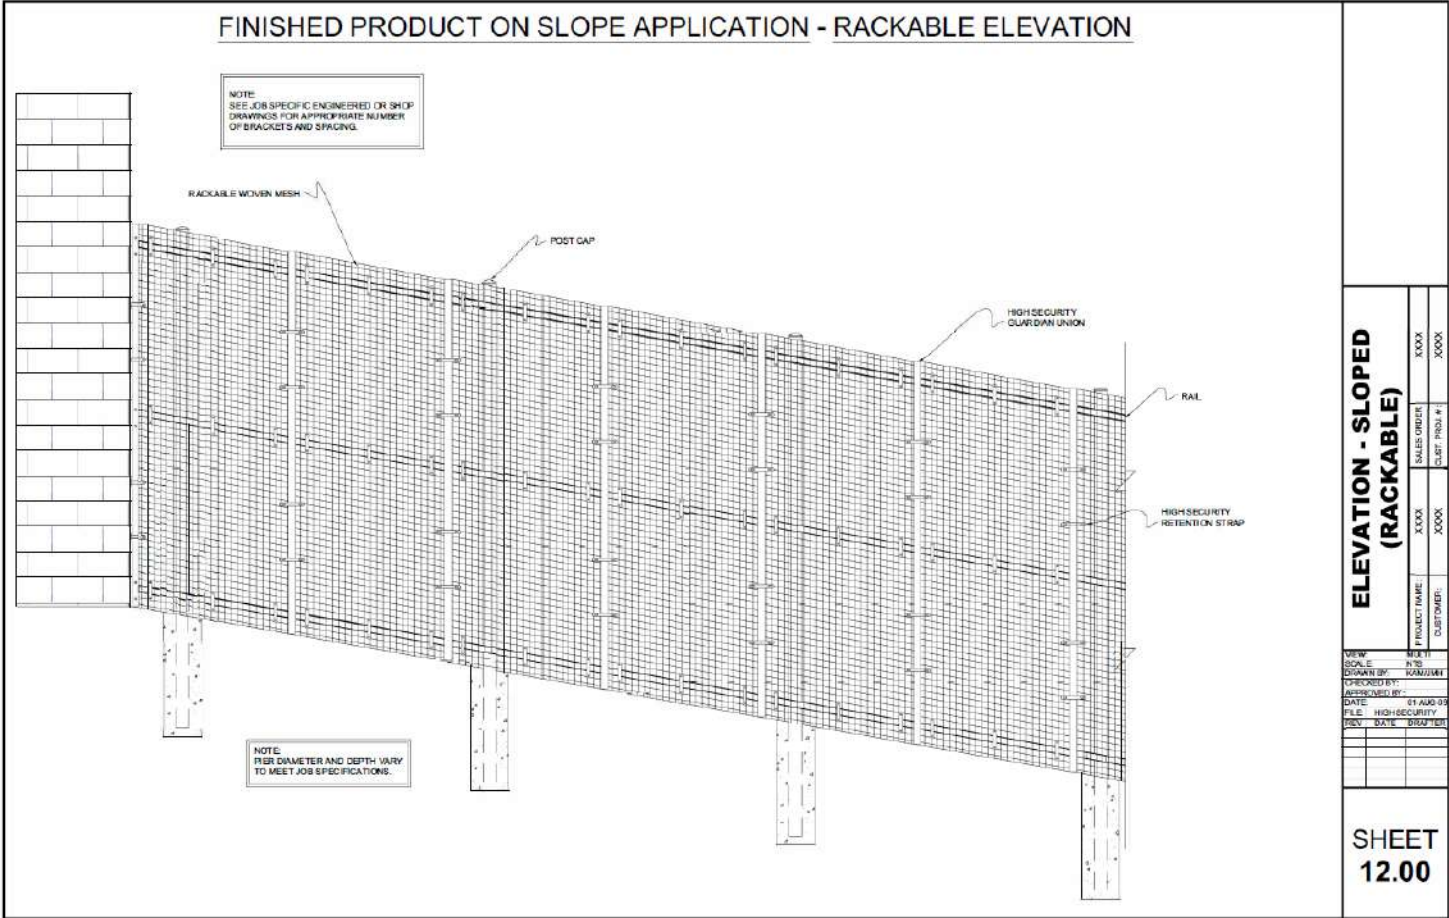 FINISHED PRODUCT ON SLOPE APPLICATION - RACKABLE ELEVATION
NOTE:
SEE JOB SPECIFIC ENGINEERED OR SHOP
DRAWINGS FOR APPROPRIATE NUMBER
OF BRACKETS AND SPACING.
RACKABLE WOVEN MESH
POST CAP
HIGH SECURITY
GUARDIAN UNION
RAIL
HIGH SECURITY
RETENTION STRAP
NOTE:
PIER DIAMETER AND DEPTH VARY
TO MEET JOB SPECIFICATIONS.
ELEVATION - SLOPED
(RACKABLE)
PROJECT NAME: XXXX SALES ORDER: XXXX
CUSTOMER: XXXX CUST. PROJ. #: XXXX
VIEW: MULTI
SCALE: NTS
DRAWN BY:
CHECKED BY:
APPROVED BY:
DATE: 01-AUG-09
FILE: HIGH-SECURITY
REV DATE DRAFTER
SHEET
12.00